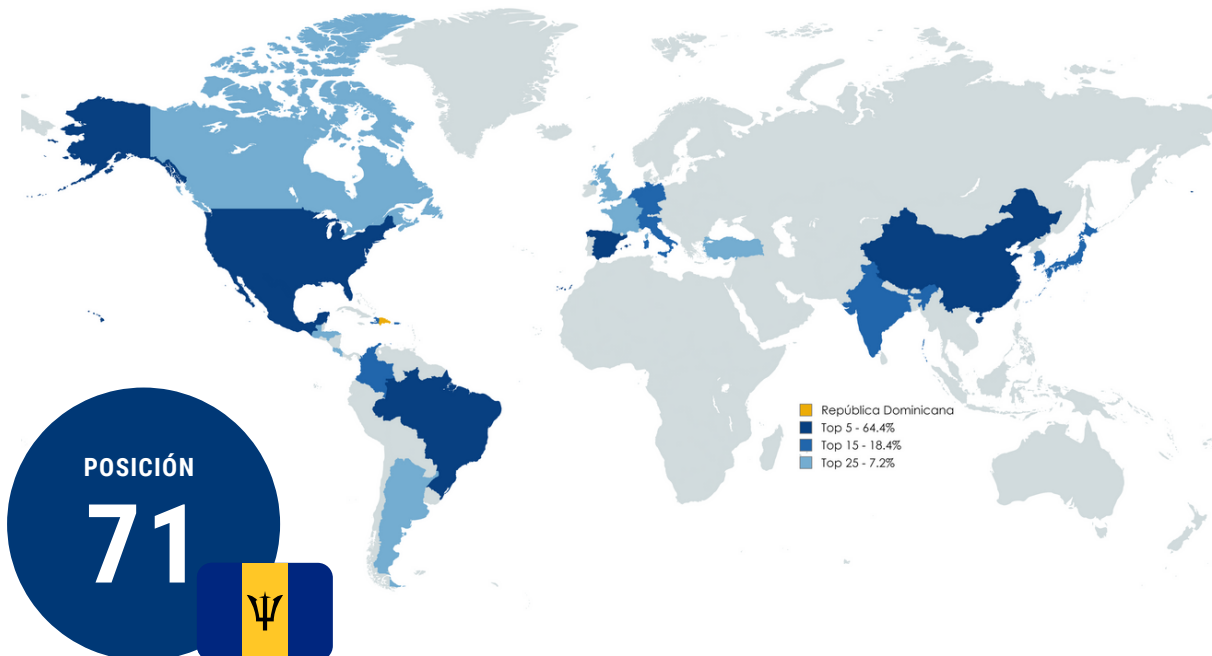 República Dominicana
Top 5 - 64.4%
Top 15 - 18.4%
Top 25 - 7.2%
POSICIÓN
71